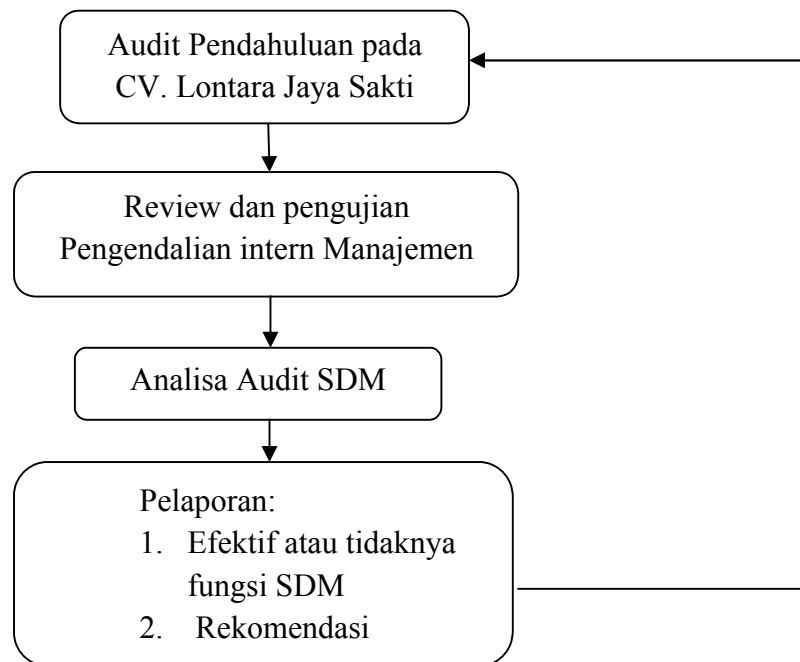 Audit Pendahuluan pada
CV. Lontara Jaya Sakti
Review dan pengujian
Pengendalian intern Manajemen
Analisa Audit SDM
Pelaporan:
1. Efektif atau tidaknya
fungsi SDM
2. Rekomendasi